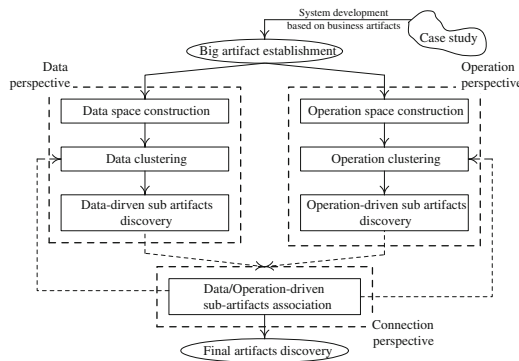 System development
based on business artifacts
Case study
Big artifact establishment
Data
perspective
Operation
perspective
Data space construction
Operation space construction
Data clustering
Operation clustering
Data-dirven sub artifacts
discovery
Operation-driven sub artifacts
discovery
Data/Operation-driven
sub-artifacts association
Connection
perspective
Final artifacts discovery